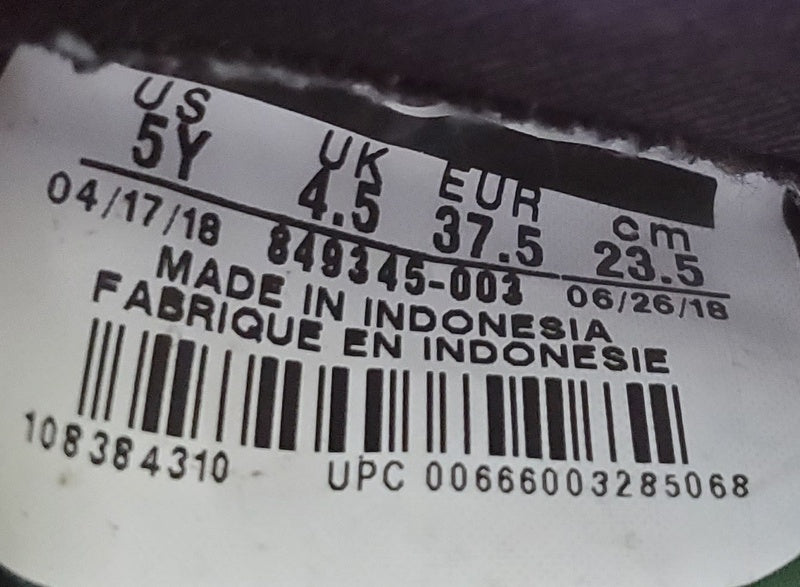 US UK EUR cm
5Y 4.5 37.5 23.5
04/17/18 849345-003 06/26/18
MADE IN INDONESIA
FABRIQUE EN INDONESIE
108384310 UPC 00666003285068